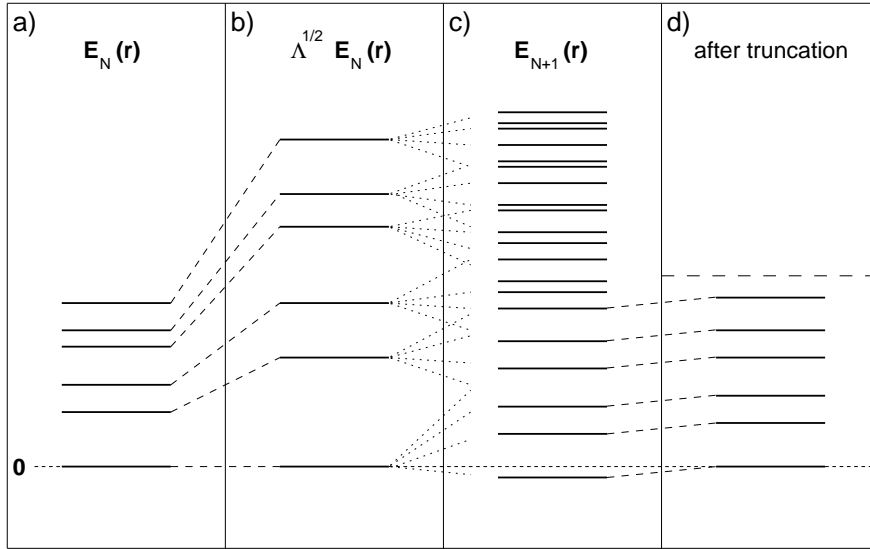 a)
E_N (r)
b)
Λ^{1/2} E_N (r)
c)
E_{N+1} (r)
d)
after truncation
0